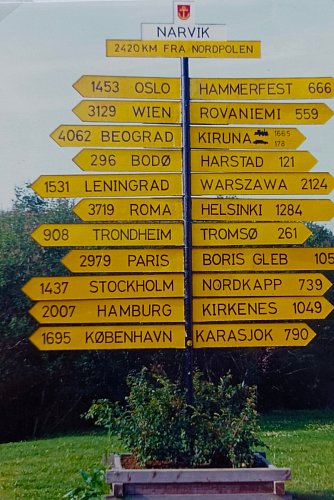 NARVIK
2420 KM FRA NORDPOLEN
1453 OSLO
HAMMERFEST 666
3129 WIEN
ROVANIEMI 559
4062 BEOGRAD
KIRUNA 1665 178
296 BODØ
HARSTAD 121
1531 LENINGRAD
WARSZAWA 2124
3719 ROMA
HELSINKI 1284
908 TRONDHEIM
TROMSØ 261
2979 PARIS
BORIS GLEB 105
1437 STOCKHOLM
NORDKAPP 739
2007 HAMBURG
KIRKENES 1049
1695 KØBENHAVN
KARASJOK 790